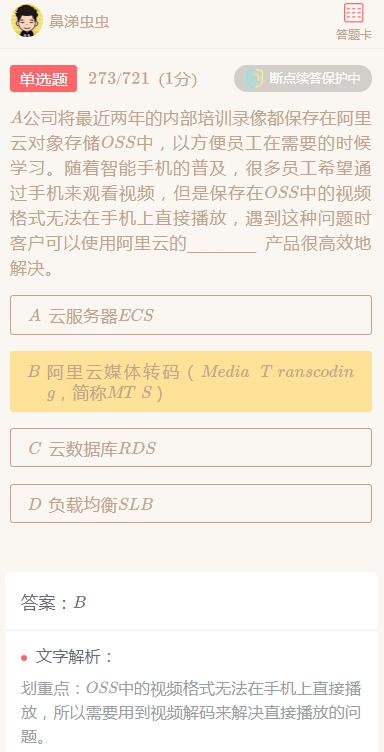 鼻涕虫虫
答题卡
单选题 273/721 (1分)
断点续答保护中
A公司将最近两年的内部培训录像都保存在阿里
云对象存储OSS中，以方便员工在需要的时候
学习。随着智能手机的普及，很多员工希望通
过手机来观看视频，但是保存在OSS中的视频
格式无法在手机上直接播放，遇到这种问题时
客户可以使用阿里云的________ 产品很高效地
解决。
A 云服务器ECS
B 阿里云媒体转码（Media T ranscodin
g，简称MT S）
C 云数据库RDS
D 负载均衡SLB
答案：B
文字解析：
划重点：OSS中的视频格式无法在手机上直接播
放，所以需要用到视频解码来解决直接播放的问
题。